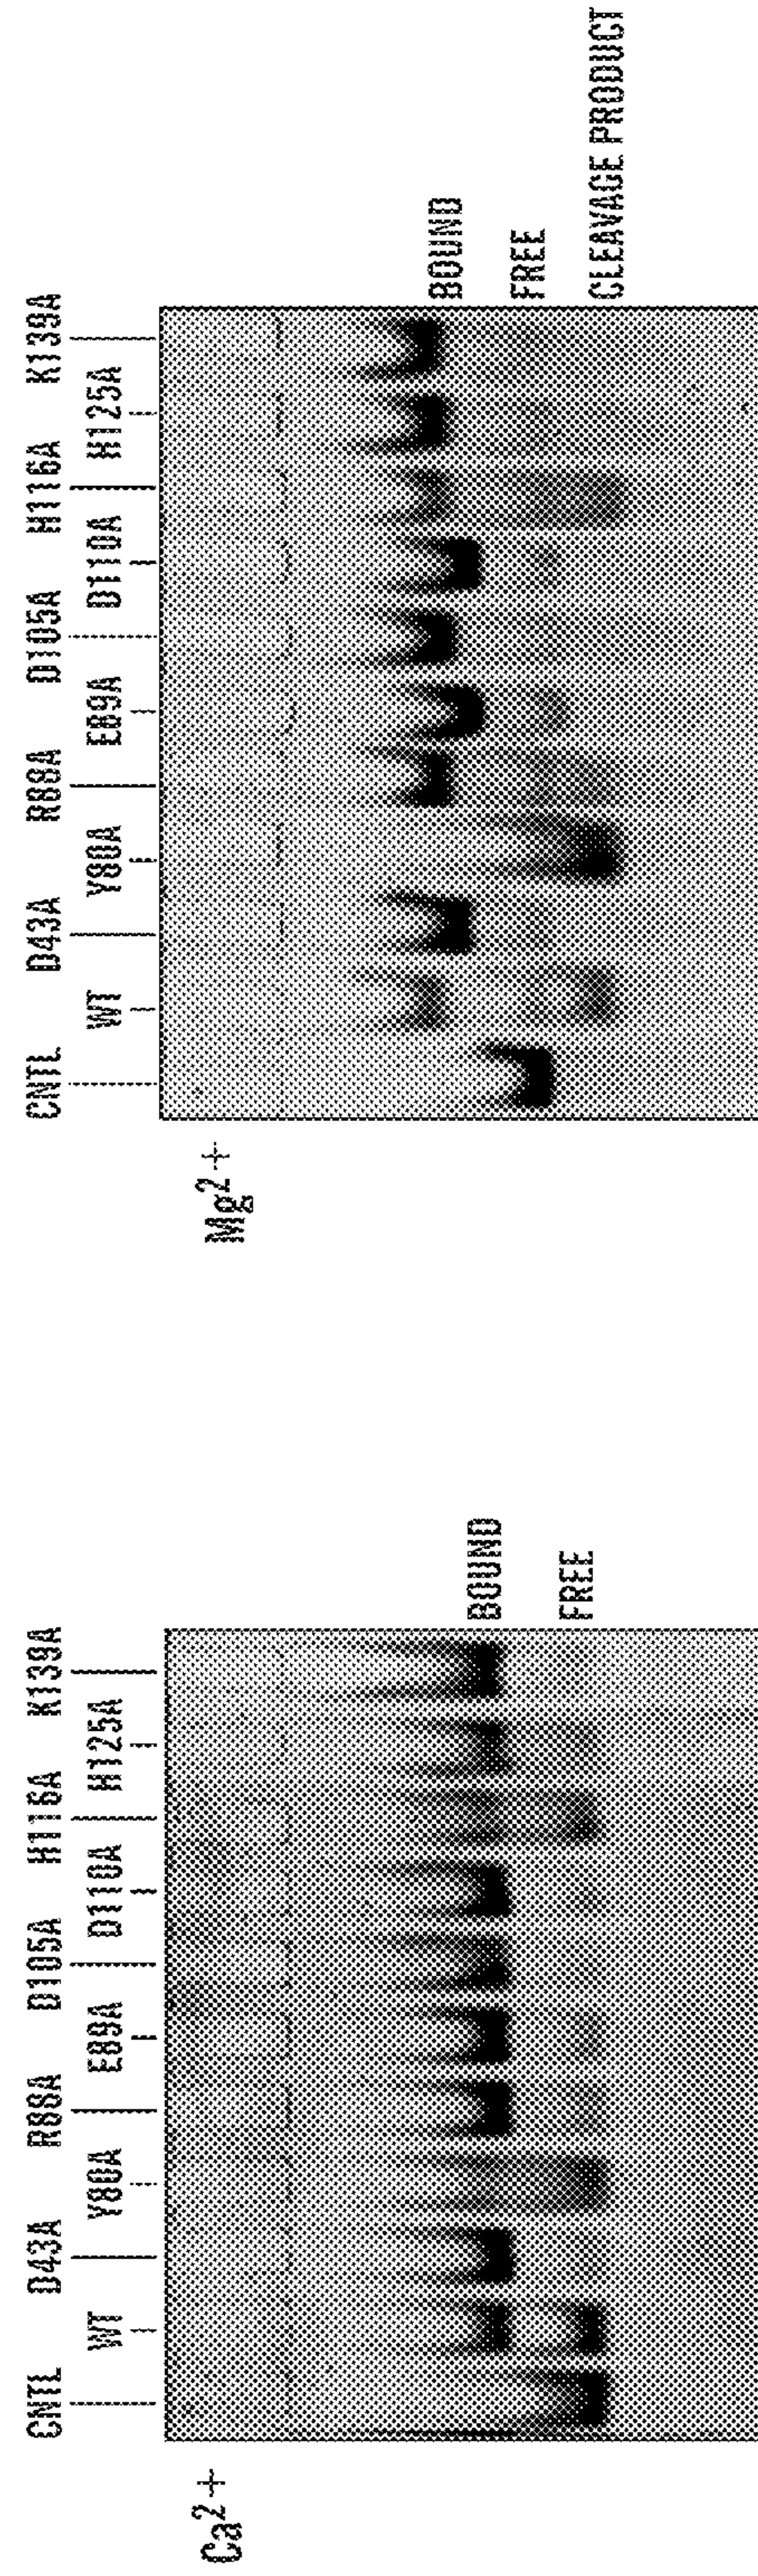 Ca2+
CNTL D43A R88A D105A H116A K139A
WT Y80A E89A D110A H125A
BOUND
FREE
Mg2+
CNTL D43A R88A D105A H116A K139A
WT Y80A E89A D110A H125A
BOUND
FREE
CLEAVAGE PRODUCT